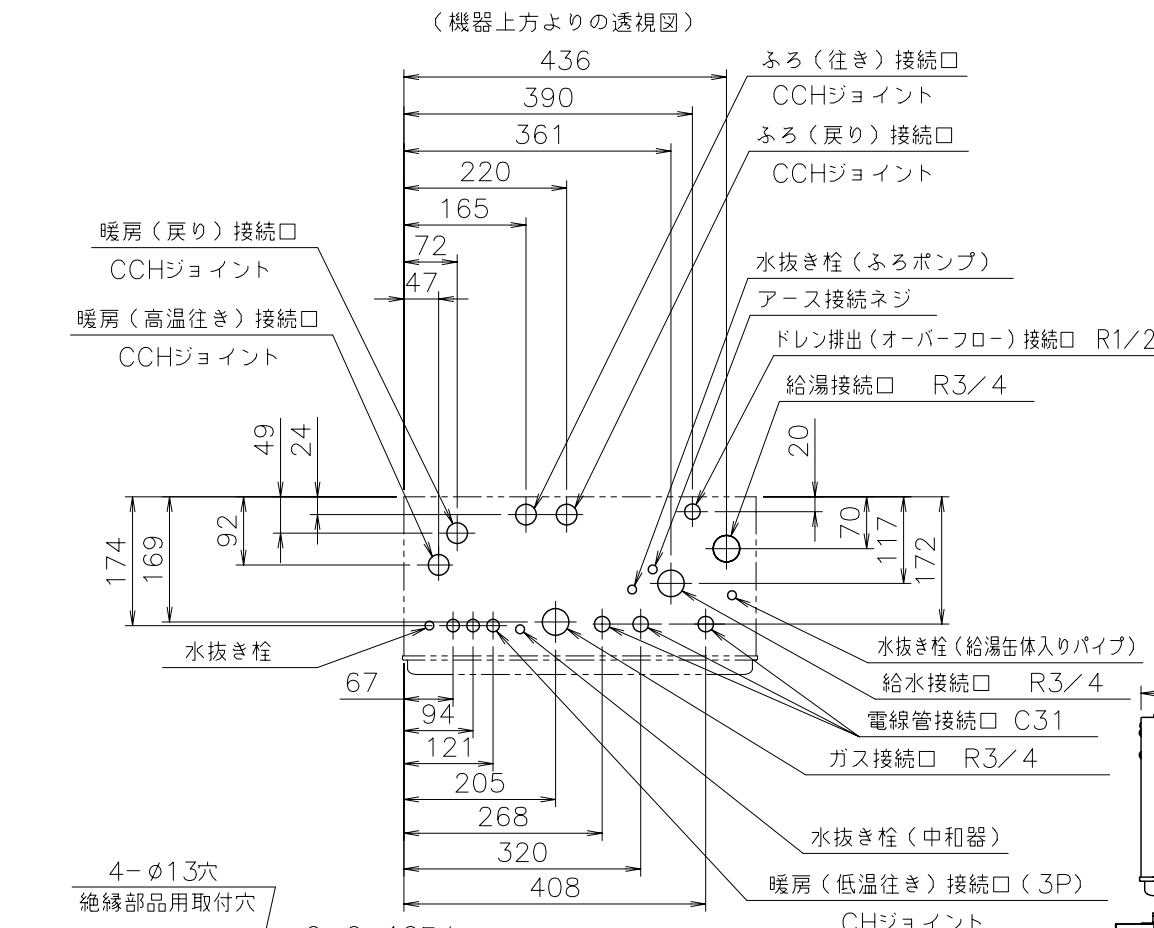 （機器上方よりの透視図）
436
ふろ（往き）接続口
CCHジョイント
390
361
ふろ（戻り）接続口
CCHジョイント
220
165
暖房（戻り）接続口
CCHジョイント
72
47
水抜き栓（ふろポンプ）
アース接続ネジ
暖房（高温往き）接続口
CCHジョイント
ドレン排出（オーバーフロー）接続口 R1/2
給湯接続口 R3/4
49
24
20
92
174
169
70
117
172
水抜き栓
水抜き栓（給湯缶体入りパイプ）
67
給水接続口 R3/4
94
電線管接続口 C31
121
ガス接続口 R3/4
205
268
水抜き栓（中和器）
320
408
暖房（低温往き）接続口（3P）
CHジョイント
4-φ13穴
絶縁部品用取付穴